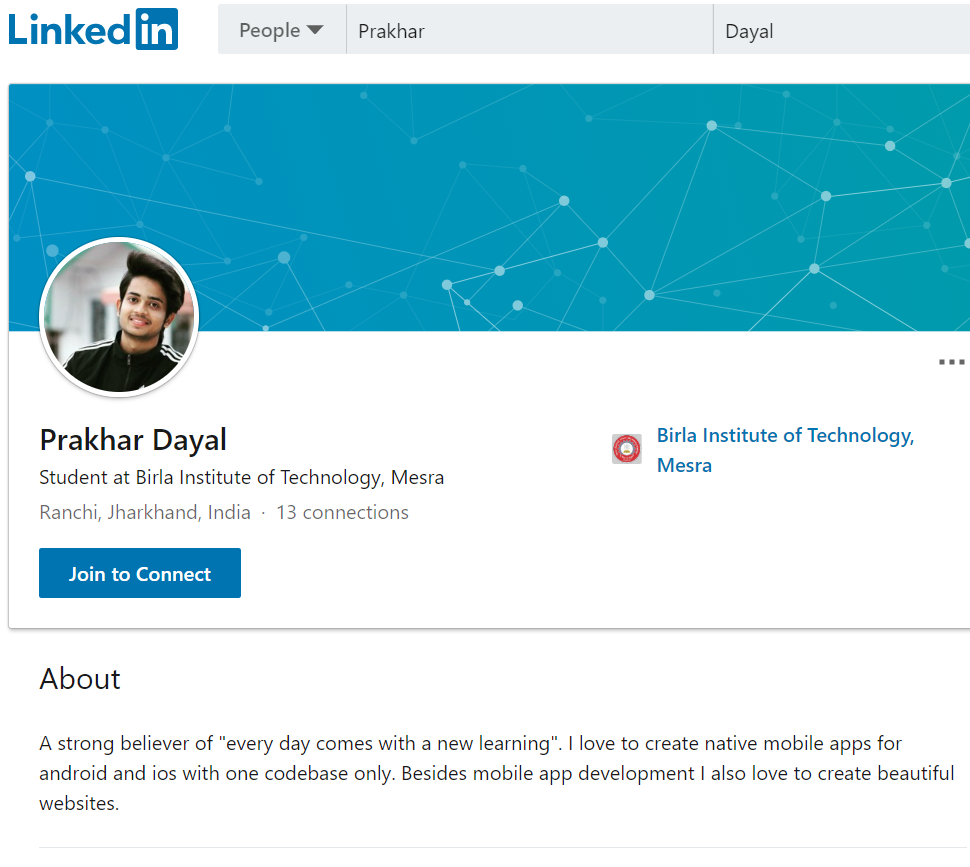 LinkedIn
People Prakhar Dayal
Prakhar Dayal
Student at Birla Institute of Technology, Mesra
Ranchi, Jharkhand, India · 13 connections
Join to Connect
Birla Institute of Technology,
Mesra
About
A strong believer of "every day comes with a new learning". I love to create native mobile apps for
android and ios with one codebase only. Besides mobile app development I also love to create beautiful
websites.